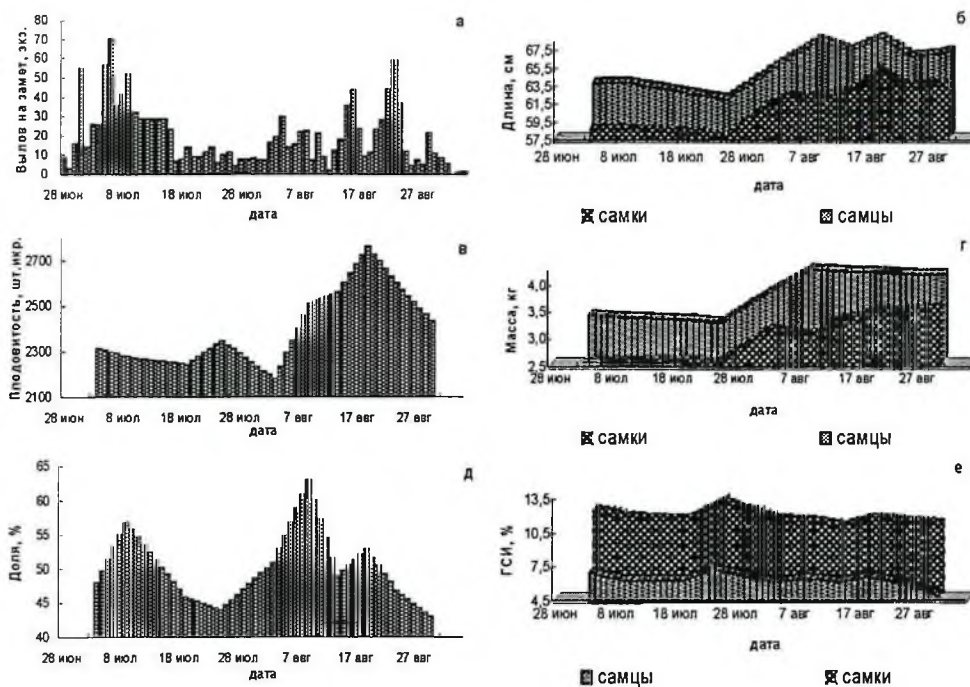 а
Вылов на замет, экз.
80
70
60
50
40
30
20
10
0
28 июн 8 июл 18 июл 28 июл 7 авг 17 авг 27 авг
дата
б
Длина, см
67,5
65,5
63,5
61,5
59,5
57,5
28 июн 8 июл 18 июл 28 июл 7 авг 17 авг 27 авг
дата
самки самцы
в
Плодовитость, шт.икр.
2700
2500
2300
2100
28 июн 8 июл 18 июл 28 июл 7 авг 17 авг 27 авг
дата
г
Масса, кг
4,0
3,5
3,0
2,5
28 июн 8 июл 18 июл 28 июл 7 авг 17 авг 27 авг
дата
самки самцы
д
Доля, %
65
60
55
50
45
40
28 июн 8 июл 18 июл 28 июл 7 авг 17 авг 27 авг
дата
е
ГСИ, %
13,5
10,5
7,5
4,5
28 июн 8 июл 18 июл 28 июл 7 авг 17 авг 27 авг
дата
самцы самки